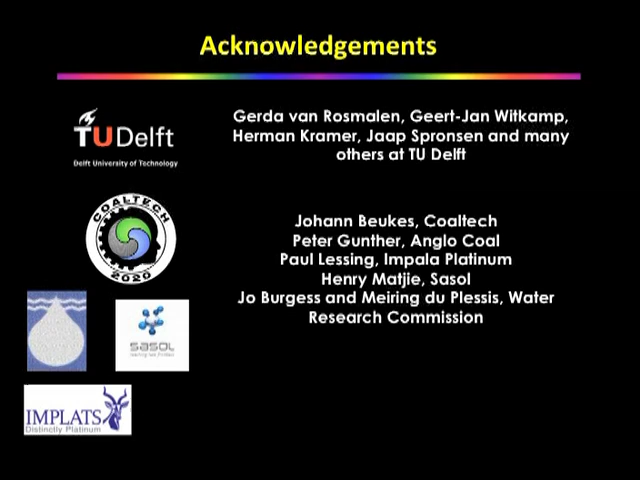 Acknowledgements
TU Delft
Delft University of Technology
Gerda van Rosmalen, Geert-Jan Witkamp,
Herman Kramer, Jaap Spronsen and many
others at TU Delft
COALTECH
2020
Johann Beukes, Coaltech
Peter Gunther, Anglo Coal
Paul Lessing, Impala Platinum
Henry Matjie, Sasol
Jo Burgess and Meiring du Plessis, Water
Research Commission
sasol
IMPLATS
Distinctly Platinum